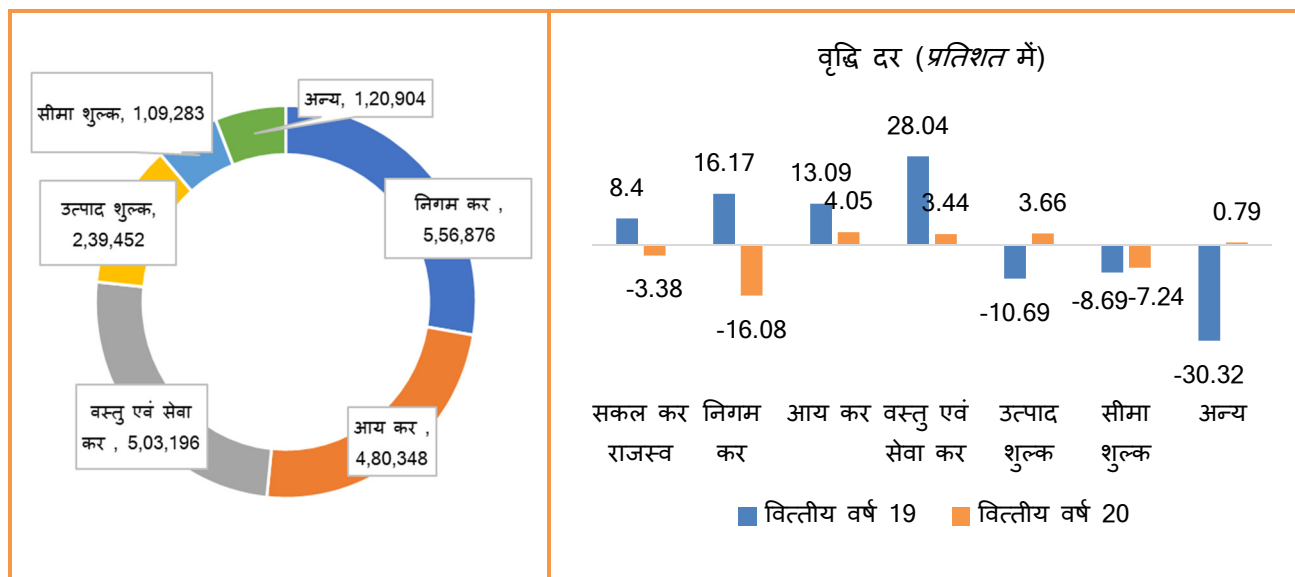 सीमा शुल्क, 1,09,283
अन्य, 1,20,904
उत्पाद शुल्क,
2,39,452
निगम कर ,
5,56,876
वस्तु एवं सेवा
कर , 5,03,196
आय कर ,
4,80,348
वृद्धि दर (प्रतिशत में)
8.4
-3.38
16.17
-16.08
13.09
4.05
28.04
3.44
-10.69
3.66
-8.69
-7.24
-30.32
0.79
सकल कर
राजस्व
निगम
कर
आय कर
वस्तु एवं
सेवा कर
उत्पाद
शुल्क
सीमा
शुल्क
अन्य
वित्तीय वर्ष 19
वित्तीय वर्ष 20